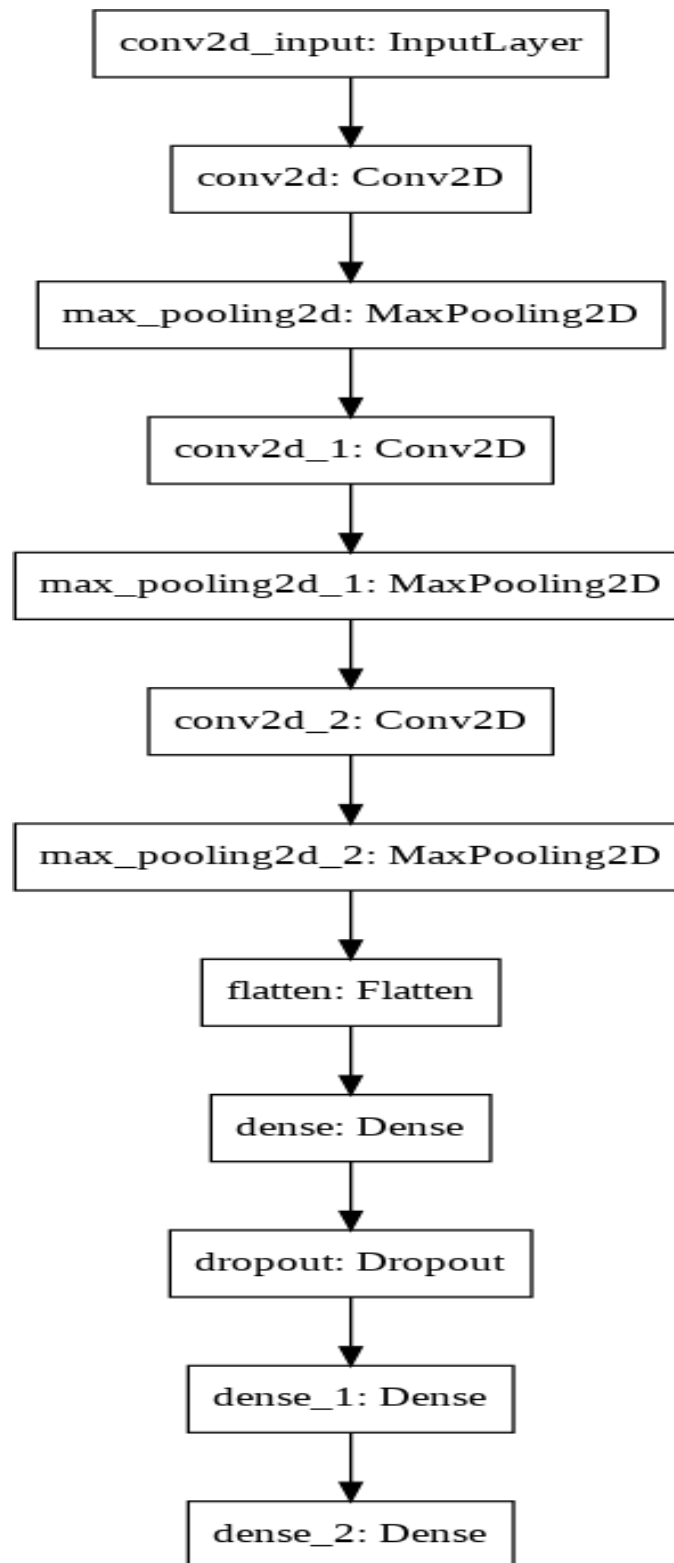 conv2d_input: InputLayer
conv2d: Conv2D
max_pooling2d: MaxPooling2D
conv2d_1: Conv2D
max_pooling2d_1: MaxPooling2D
conv2d_2: Conv2D
max_pooling2d_2: MaxPooling2D
flatten: Flatten
dense: Dense
dropout: Dropout
dense_1: Dense
dense_2: Dense